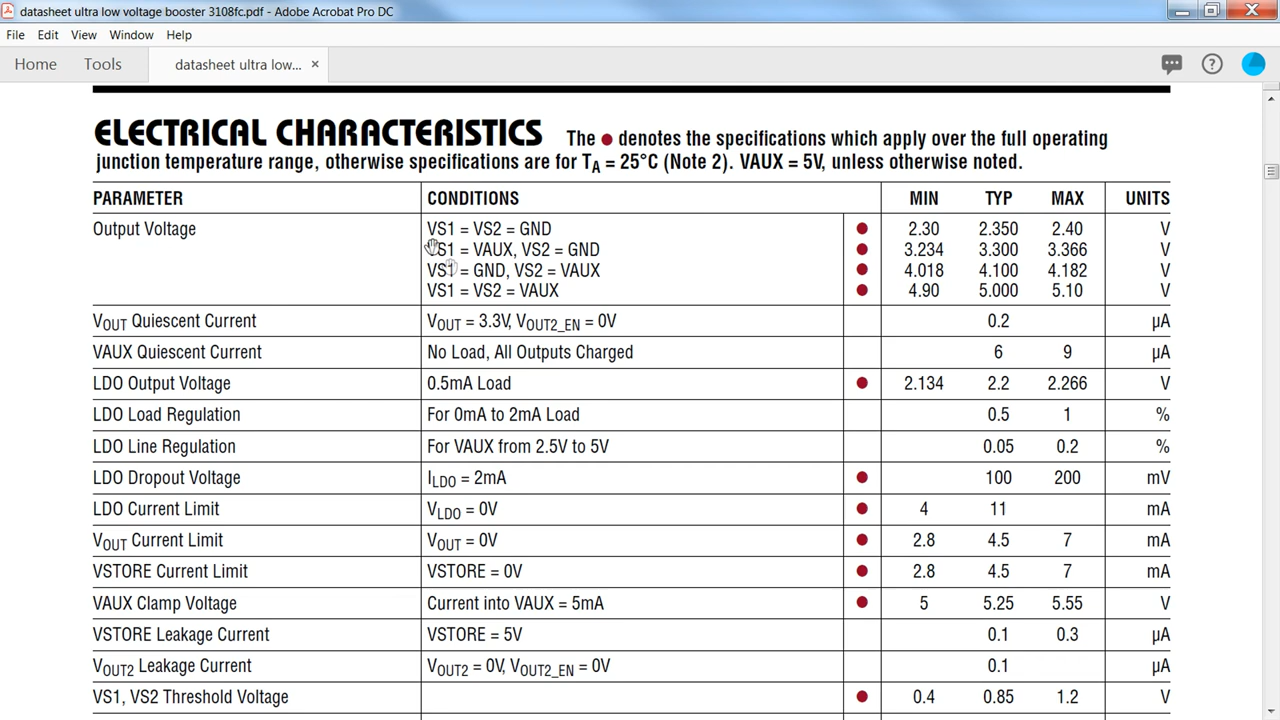 datasheet ultra low voltage booster 3108fc.pdf - Adobe Acrobat Pro DC
File Edit View Window Help
Home Tools datasheet ultra low... ×
ELECTRICAL CHARACTERISTICS The ● denotes the specifications which apply over the full operating
junction temperature range, otherwise specifications are for TA = 25°C (Note 2). VAUX = 5V, unless otherwise noted.
PARAMETER CONDITIONS MIN TYP MAX UNITS
Output Voltage VS1 = VS2 = GND ● 2.30 2.350 2.40 V
VS1 = VAUX, VS2 = GND ● 3.234 3.300 3.366 V
VS1 = GND, VS2 = VAUX ● 4.018 4.100 4.182 V
VS1 = VS2 = VAUX ● 4.90 5.000 5.10 V
VOUT Quiescent Current VOUT = 3.3V, VOUT2_EN = 0V 0.2 µA
VAUX Quiescent Current No Load, All Outputs Charged 6 9 µA
LDO Output Voltage 0.5mA Load ● 2.134 2.2 2.266 V
LDO Load Regulation For 0mA to 2mA Load 0.5 1 %
LDO Line Regulation For VAUX from 2.5V to 5V 0.05 0.2 %
LDO Dropout Voltage ILDO = 2mA ● 100 200 mV
LDO Current Limit VLDO = 0V ● 4 11 mA
VOUT Current Limit VOUT = 0V ● 2.8 4.5 7 mA
VSTORE Current Limit VSTORE = 0V ● 2.8 4.5 7 mA
VAUX Clamp Voltage Current into VAUX = 5mA ● 5 5.25 5.55 V
VSTORE Leakage Current VSTORE = 5V 0.1 0.3 µA
VOUT2 Leakage Current VOUT2 = 0V, VOUT2_EN = 0V 0.1 µA
VS1, VS2 Threshold Voltage ● 0.4 0.85 1.2 V